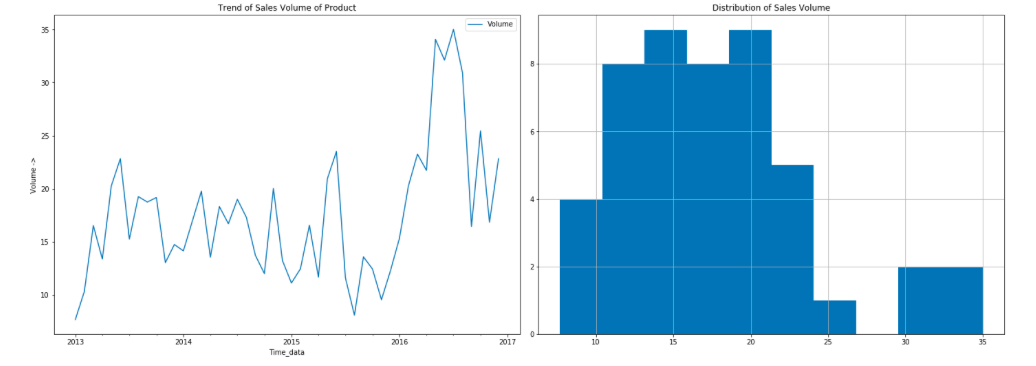 Trend of Sales Volume of Product
Volume
35
30
25
20
15
10
Volume ->
2013 2014 2015 2016 2017
Time_data
Distribution of Sales Volume
8
6
4
2
0
10 15 20 25 30 35